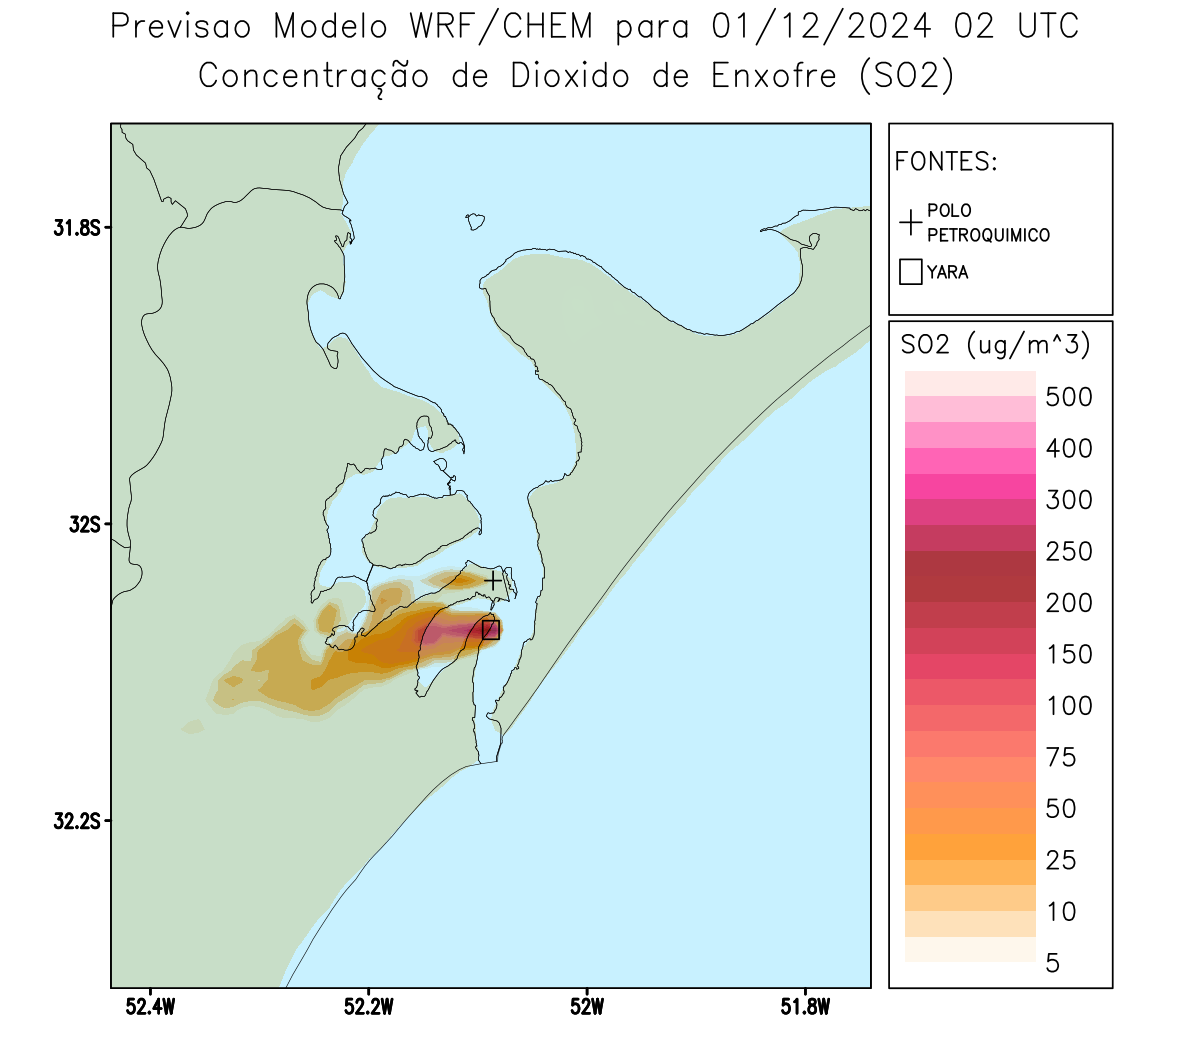 Previsao Modelo WRF/CHEM para 01/12/2024 02 UTC
Concentração de Dioxido de Enxofre (SO2)
FONTES:
POLO
PETROQUIMICO
YARA
31.8S
32S
32.2S
52.4W
52.2W
52W
51.8W
SO2 (ug/m^3)
500
400
300
250
200
150
100
75
50
25
10
5